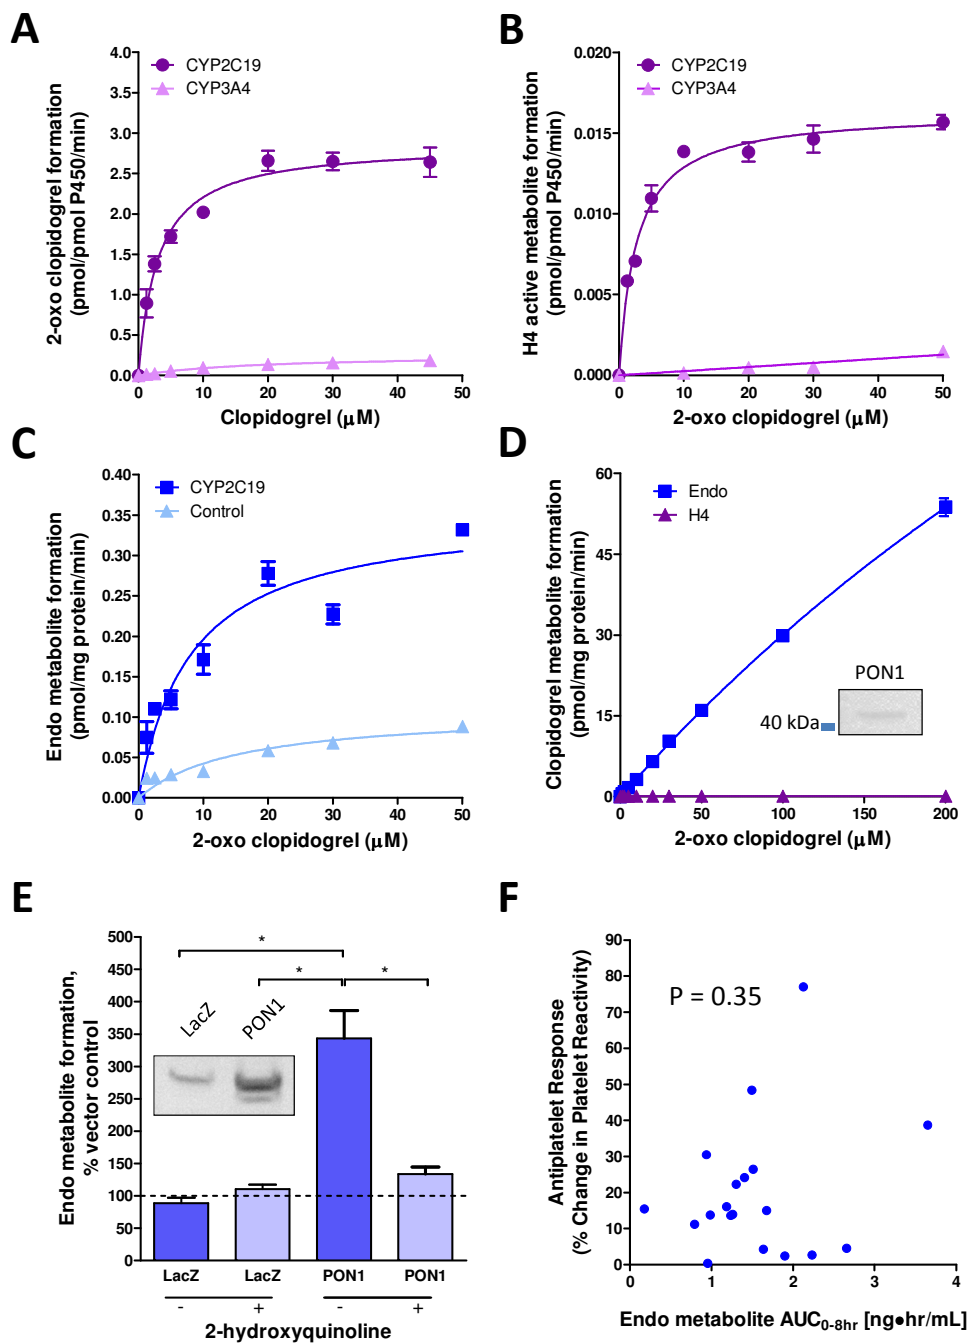 A
2-oxo clopidogrel formation
(pmol/pmol P450/min)
4.0
3.5
3.0
2.5
2.0
1.5
1.0
0.5
0.0
CYP2C19
CYP3A4
0 10 20 30 40 50
Clopidogrel (μM)
B
H4 active metabolite formation
(pmol/pmol P450/min)
0.020
0.015
0.010
0.005
0.000
CYP2C19
CYP3A4
0 10 20 30 40 50
2-oxo clopidogrel (μM)
C
Endo metabolite formation
(pmol/mg protein/min)
0.40
0.35
0.30
0.25
0.20
0.15
0.10
0.05
0.00
CYP2C19
Control
0 10 20 30 40 50
2-oxo clopidogrel (μM)
D
Clopidogrel metabolite formation
(pmol/mg protein/min)
60
45
30
15
0
Endo
H4
PON1
40 kDa
0 50 100 150 200
2-oxo clopidogrel (μM)
E
Endo metabolite formation,
% vector control
500
450
400
350
300
250
200
150
100
50
0
* * *
LacZ PON1
LacZ LacZ PON1 PON1
- + - +
2-hydroxyquinoline
F
Antiplatelet Response
(% Change in Platelet Reactivity)
90
80
70
60
50
40
30
20
10
0
P = 0.35
0 1 2 3 4
Endo metabolite AUC0-8hr [ng•hr/mL]